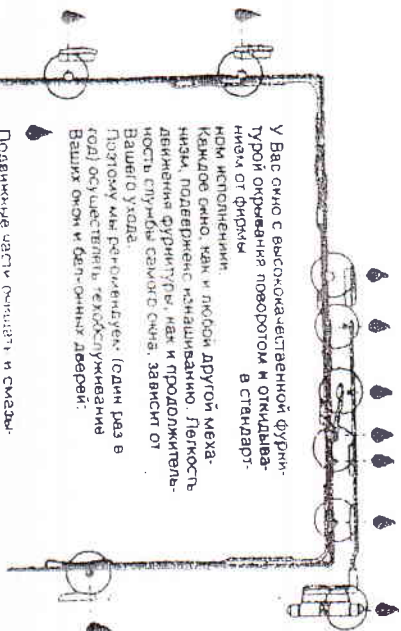 У Вас окно с высококачественной фурни-
турой окрывания поворотом и откидыва-
нием от фирмы в стандарт-
ном исполнении.
Каждое окно, как и любой другой меха-
низм, подвержено изнашиванию. Легкость
движения фурнитуры, как и продолжитель-
ность службы самого окна, зависит от
Вашего ухода.
Поэтому мы рекомендуем (один раз в
год) осуществлять техобслуживание
Ваших окон и балконных дверей:
Подвижные части очищать и смазы-